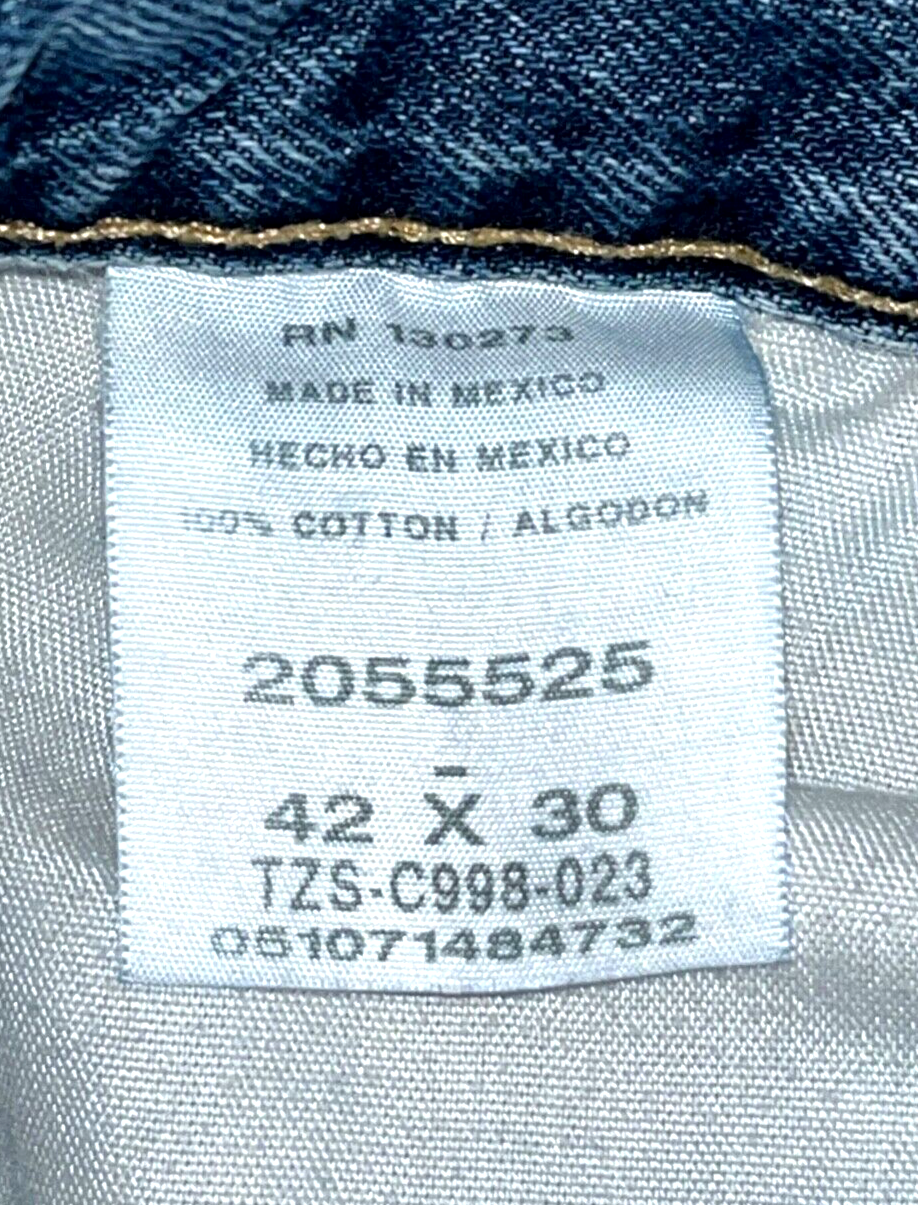 RN 130273
MADE IN MEXICO
HECHO EN MEXICO
100% COTTON / ALGODON
2055525
-
42 X 30
TZS-C998-023
051071484732